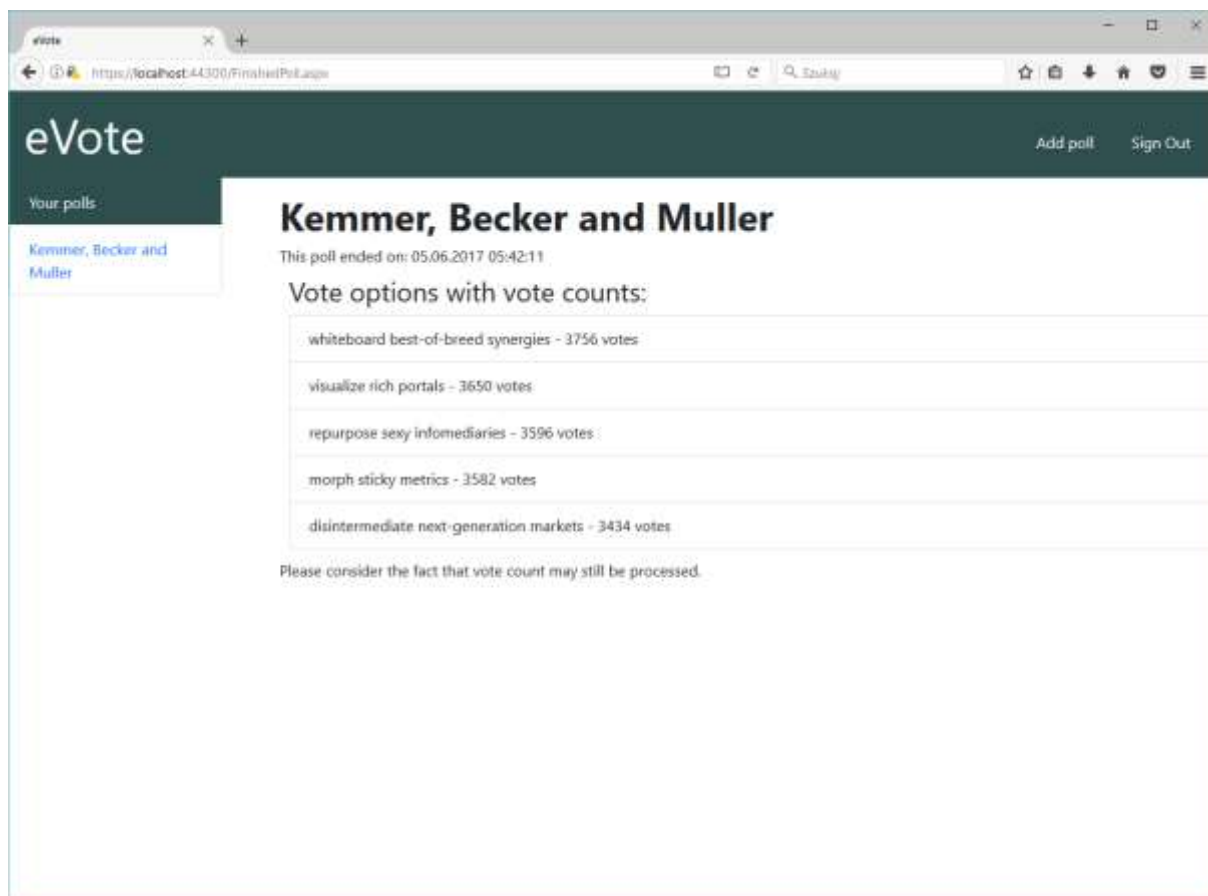 eVote
https://localhost:44300/FinishedPoll.aspx
Szukaj
eVote
Add poll
Sign Out
Your polls
Kemmer, Becker and
Muller
Kemmer, Becker and Muller
This poll ended on: 05.06.2017 05:42:11
Vote options with vote counts:
whiteboard best-of-breed synergies - 3756 votes
visualize rich portals - 3650 votes
repurpose sexy infomediaries - 3596 votes
morph sticky metrics - 3582 votes
disintermediate next-generation markets - 3434 votes
Please consider the fact that vote count may still be processed.